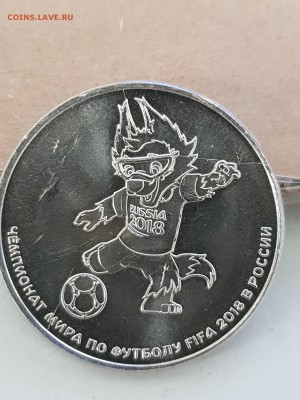 COINS.LAVE.RU
RUSSIA
2018
ЧЕМПИОНАТ МИРА ПО ФУТБОЛУ FIFA 2018 В РОССИИ